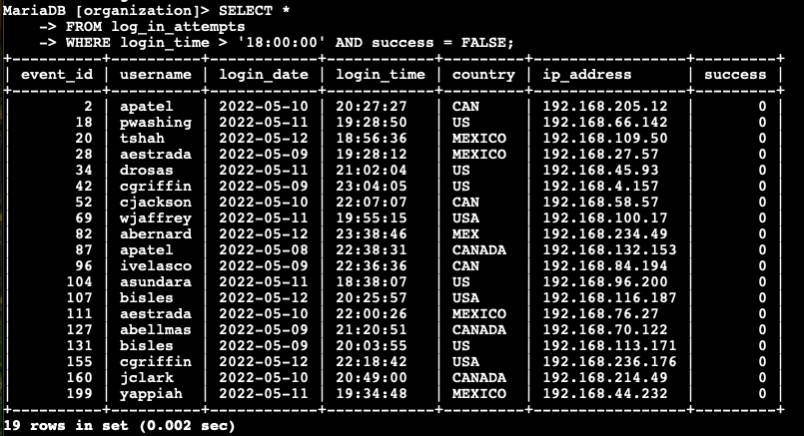 MariaDB [organization]> SELECT *
    -> FROM log_in_attempts
    -> WHERE login_time > '18:00:00' AND success = FALSE;
+----------+----------+------------+------------+---------+-----------------+---------+
| event_id | username | login_date | login_time | country | ip_address      | success |
+----------+----------+------------+------------+---------+-----------------+---------+
|        2 | apatel   | 2022-05-10 | 20:27:27   | CAN     | 192.168.205.12  |       0 |
|       18 | pwashing | 2022-05-11 | 19:28:50   | US      | 192.168.66.142  |       0 |
|       20 | tshah    | 2022-05-12 | 18:56:36   | MEXICO  | 192.168.109.50  |       0 |
|       28 | aestrada | 2022-05-09 | 19:28:12   | MEXICO  | 192.168.27.57   |       0 |
|       34 | drosas   | 2022-05-11 | 21:02:04   | US      | 192.168.45.93   |       0 |
|       42 | cgriffin | 2022-05-09 | 23:04:05   | US      | 192.168.4.157   |       0 |
|       52 | cjackson | 2022-05-10 | 22:07:07   | CAN     | 192.168.58.57   |       0 |
|       69 | wjaffrey | 2022-05-11 | 19:55:15   | USA     | 192.168.100.17  |       0 |
|       82 | abernard | 2022-05-12 | 23:38:46   | MEX     | 192.168.234.49  |       0 |
|       87 | apatel   | 2022-05-08 | 22:38:31   | CANADA  | 192.168.132.153 |       0 |
|       96 | ivelasco | 2022-05-09 | 22:36:36   | CAN     | 192.168.84.194  |       0 |
|      104 | asundara | 2022-05-11 | 18:38:07   | US      | 192.168.96.200  |       0 |
|      107 | bisles   | 2022-05-12 | 20:25:57   | USA     | 192.168.116.187 |       0 |
|      111 | aestrada | 2022-05-10 | 22:00:26   | MEXICO  | 192.168.76.27   |       0 |
|      127 | abellmas | 2022-05-09 | 21:20:51   | CANADA  | 192.168.70.122  |       0 |
|      131 | bisles   | 2022-05-09 | 20:03:55   | US      | 192.168.113.171 |       0 |
|      155 | cgriffin | 2022-05-12 | 22:18:42   | USA     | 192.168.236.176 |       0 |
|      160 | jclark   | 2022-05-10 | 20:49:00   | CANADA  | 192.168.214.49  |       0 |
|      199 | yappiah  | 2022-05-11 | 19:34:48   | MEXICO  | 192.168.44.232  |       0 |
+----------+----------+------------+------------+---------+-----------------+---------+
19 rows in set (0.002 sec)